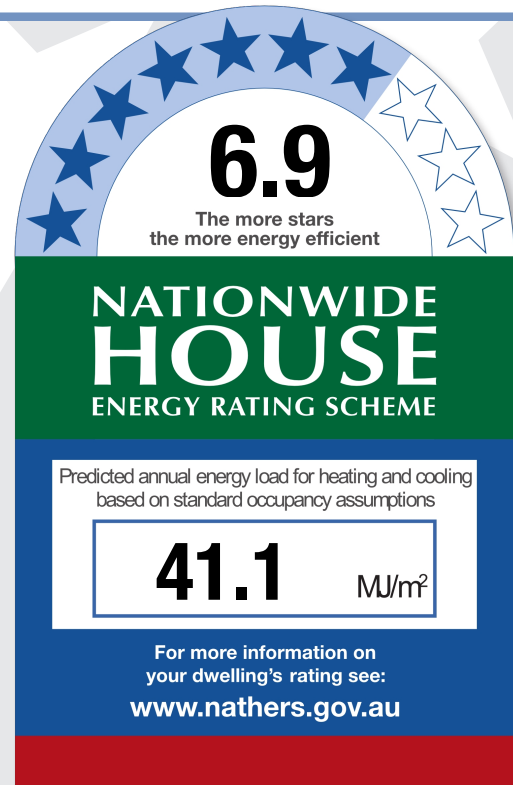 6.9
The more stars
the more energy efficient
NATIONWIDE
HOUSE
ENERGY RATING SCHEME
Predicted annual energy load for heating and cooling
based on standard occupancy assumptions
41.1 MJ/m²
For more information on
your dwelling's rating see:
www.nathers.gov.au